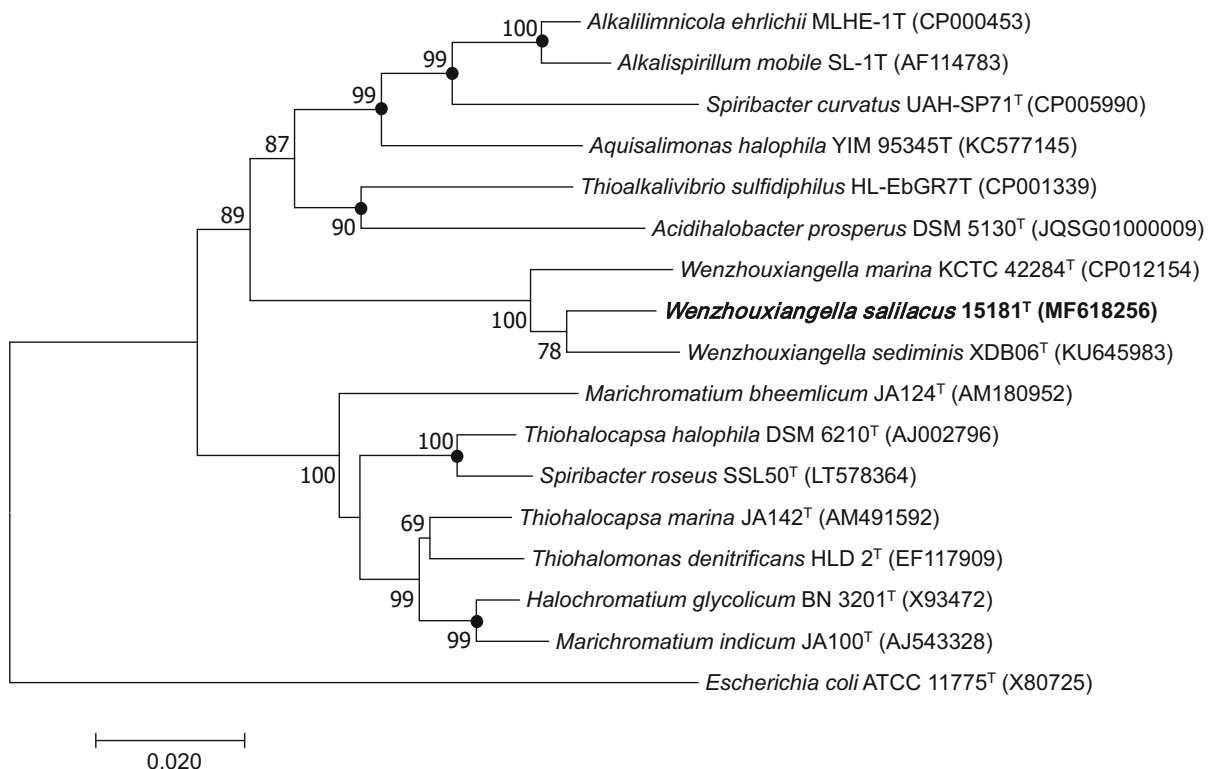 100
Alkalilimnicola ehrlichii MLHE-1T (CP000453)
Alkalispirillum mobile SL-1T (AF114783)
99
Spiribacter curvatus UAH-SP71ᵀ (CP005990)
99
Aquisalimonas halophila YIM 95345T (KC577145)
87
Thioalkalivibrio sulfidiphilus HL-EbGR7T (CP001339)
90
Acidihalobacter prosperus DSM 5130ᵀ (JQSG01000009)
89
Wenzhouxiangella marina KCTC 42284ᵀ (CP012154)
100
Wenzhouxiangella salilacus 15181ᵀ (MF618256)
78
Wenzhouxiangella sediminis XDB06ᵀ (KU645983)
Marichromatium bheemlicum JA124ᵀ (AM180952)
100
Thiohalocapsa halophila DSM 6210ᵀ (AJ002796)
100
Spiribacter roseus SSL50ᵀ (LT578364)
Thiohalocapsa marina JA142ᵀ (AM491592)
69
Thiohalomonas denitrificans HLD 2ᵀ (EF117909)
99
Halochromatium glycolicum BN 3201ᵀ (X93472)
99
Marichromatium indicum JA100ᵀ (AJ543328)
Escherichia coli ATCC 11775ᵀ (X80725)
0.020